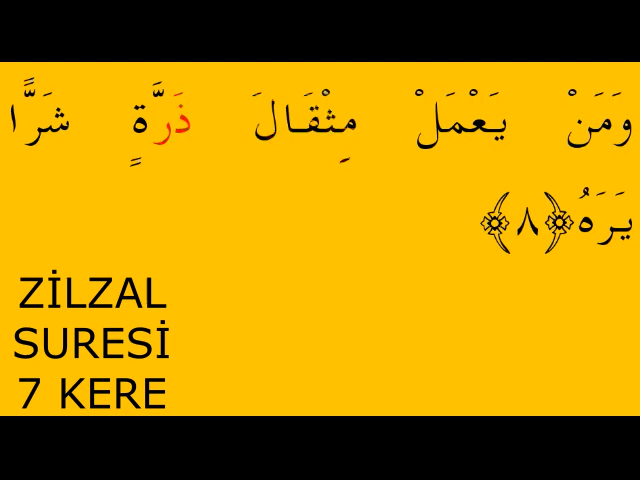 وَمَنْ يَعْمَلْ مِثْقَالَ ذَرَّةٍ شَرًّا
يَرَهُ ﴿٨﴾
ZİLZAL
SURESİ
7 KERE